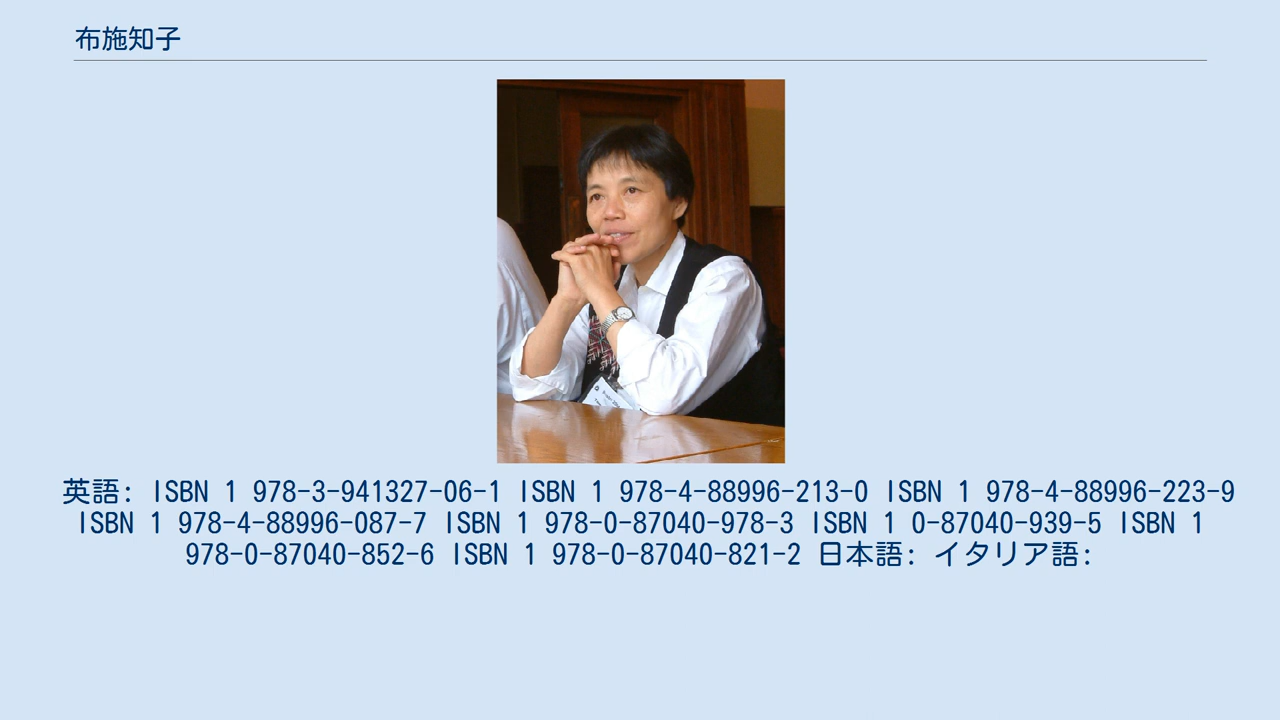 布施知子
英語: ISBN 1 978-3-941327-06-1 ISBN 1 978-4-88996-213-0 ISBN 1 978-4-88996-223-9
ISBN 1 978-4-88996-087-7 ISBN 1 978-0-87040-978-3 ISBN 1 0-87040-939-5 ISBN 1
978-0-87040-852-6 ISBN 1 978-0-87040-821-2 日本語: イタリア語: